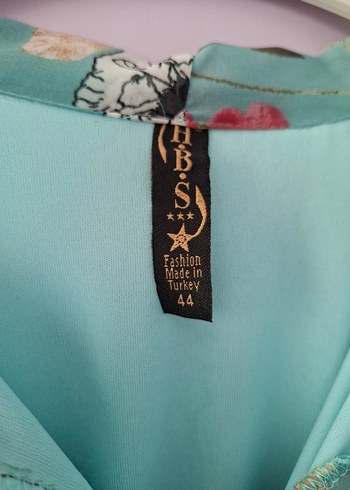 H.B.S
★★★
Fashion
Made in
Turkey
44